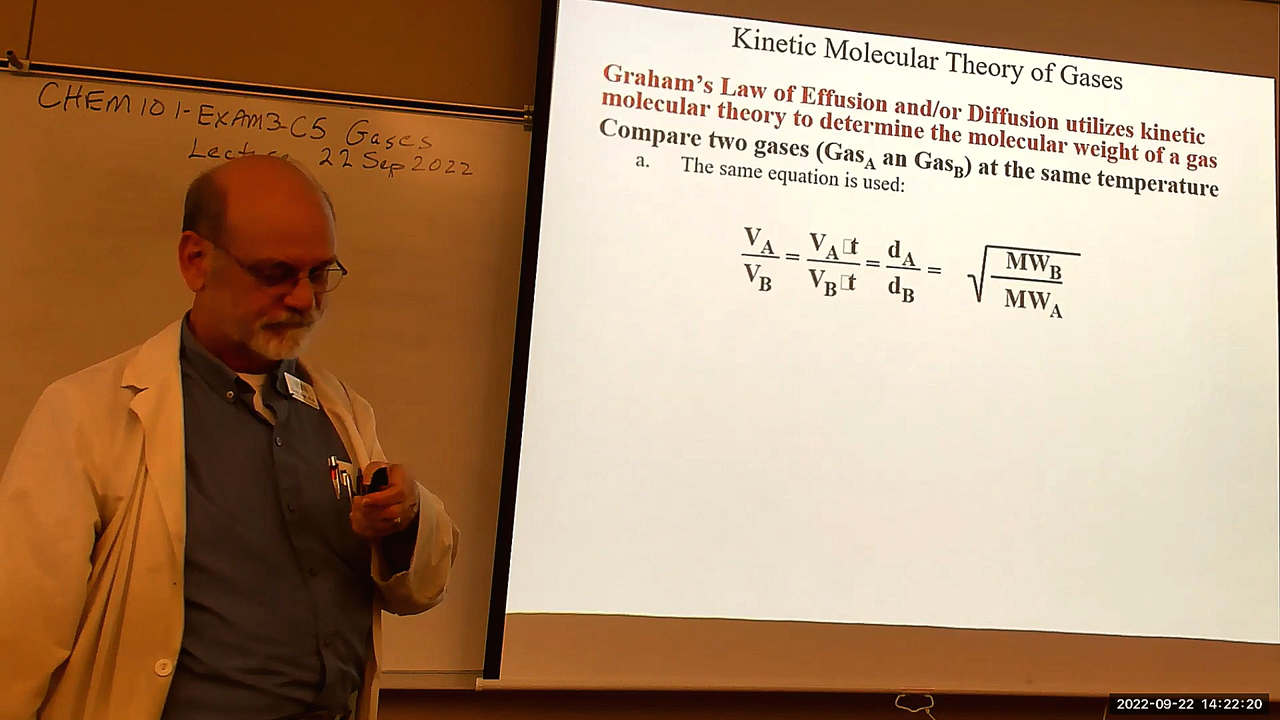 CHEM 101-EXAM3-C5 Gases
22 Sep 2022
Kinetic Molecular Theory of Gases
Graham's Law of Effusion and/or Diffusion utilizes kinetic
molecular theory to determine the molecular weight of a gas
Compare two gases (GasA an GasB) at the same temperature
a. The same equation is used:
VA/VB = VA□t/VB□t = dA/dB = √MWB/MWA
2022-09-22 14:22:20